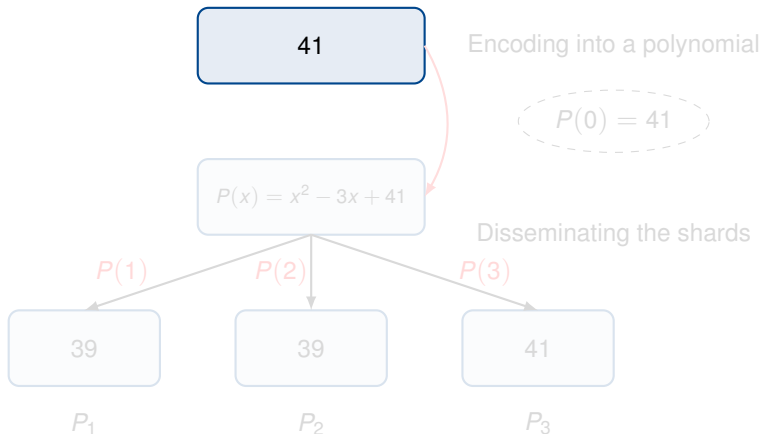 41
Encoding into a polynomial
P(0) = 41
P(x) = x² − 3x + 41
Disseminating the shards
P(1) P(2) P(3)
39 39 41
P₁ P₂ P₃